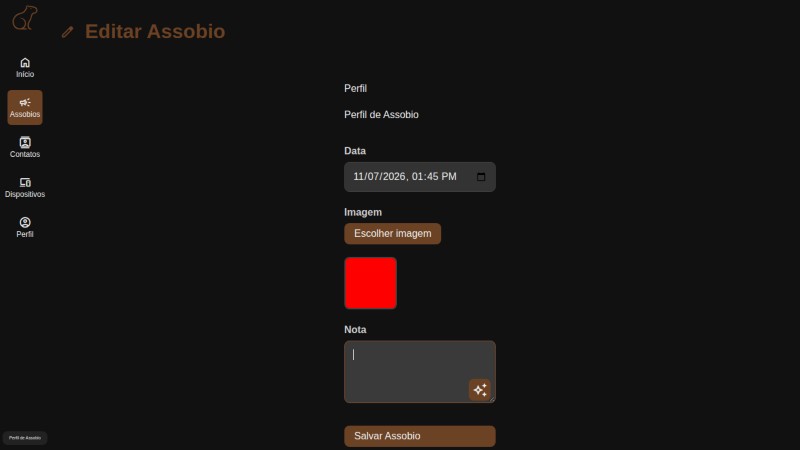 Editar Assobio
Início
Assobios
Contatos
Dispositivos
Perfil
Perfil
Perfil de Assobio
Data
11/07/2026, 01:45 PM
Imagem
Escolher imagem
Nota
Salvar Assobio
Perfil de Assobio